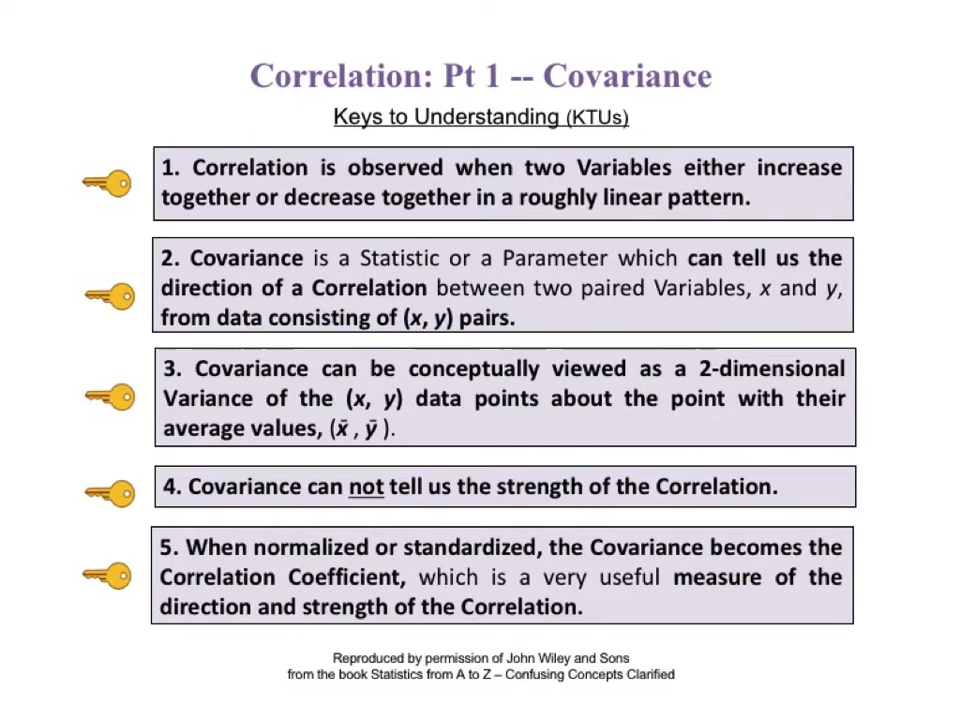 Correlation: Pt 1 -- Covariance
Keys to Understanding (KTUs)
1. Correlation is observed when two Variables either increase
together or decrease together in a roughly linear pattern.
2. Covariance is a Statistic or a Parameter which can tell us the
direction of a Correlation between two paired Variables, x and y,
from data consisting of (x, y) pairs.
3. Covariance can be conceptually viewed as a 2-dimensional
Variance of the (x, y) data points about the point with their
average values, (x̄ , ȳ ).
4. Covariance can not tell us the strength of the Correlation.
5. When normalized or standardized, the Covariance becomes the
Correlation Coefficient, which is a very useful measure of the
direction and strength of the Correlation.
Reproduced by permission of John Wiley and Sons
from the book Statistics from A to Z – Confusing Concepts Clarified